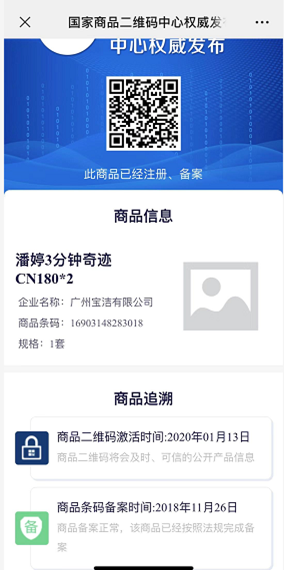 国家商品二维码中心权威发
中心权威发布
此商品已经注册、备案
商品信息
潘婷3分钟奇迹
CN180*2
企业名称：广州宝洁有限公司
商品条码：16903148283018
规格：1套
商品追溯
商品二维码激活时间:2020年01月13日
商品二维码将会及时、可信的公开产品信息
备
商品条码备案时间:2018年11月26日
商品备案正常，该商品已经按照法规完成备
案